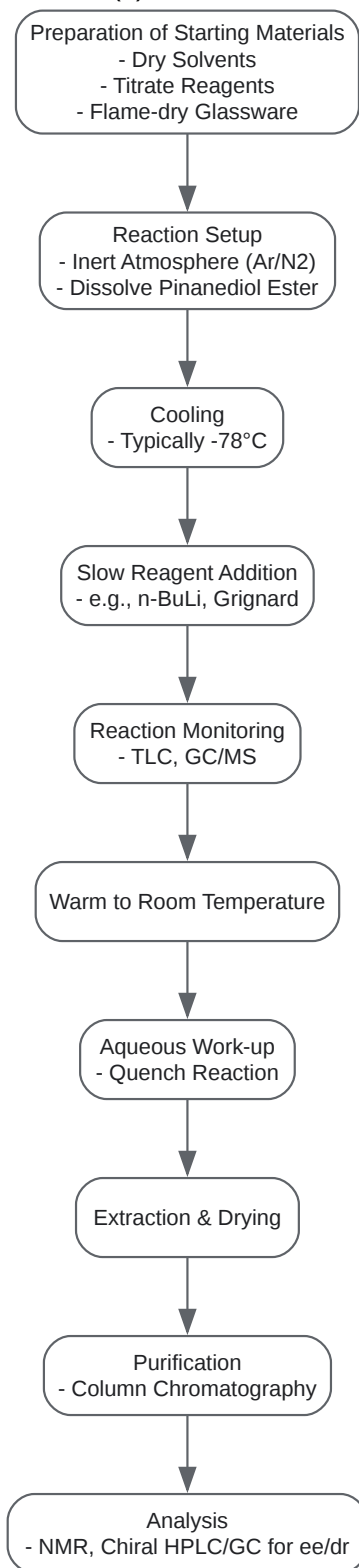 Preparation of Starting Materials
- Dry Solvents
- Titrate Reagents
- Flame-dry Glassware
Reaction Setup
- Inert Atmosphere (Ar/N2)
- Dissolve Pinanediol Ester
Cooling
- Typically -78°C
Slow Reagent Addition
- e.g., n-BuLi, Grignard
Reaction Monitoring
- TLC, GC/MS
Warm to Room Temperature
Aqueous Work-up
- Quench Reaction
Extraction & Drying
Purification
- Column Chromatography
Analysis
- NMR, Chiral HPLC/GC for ee/dr